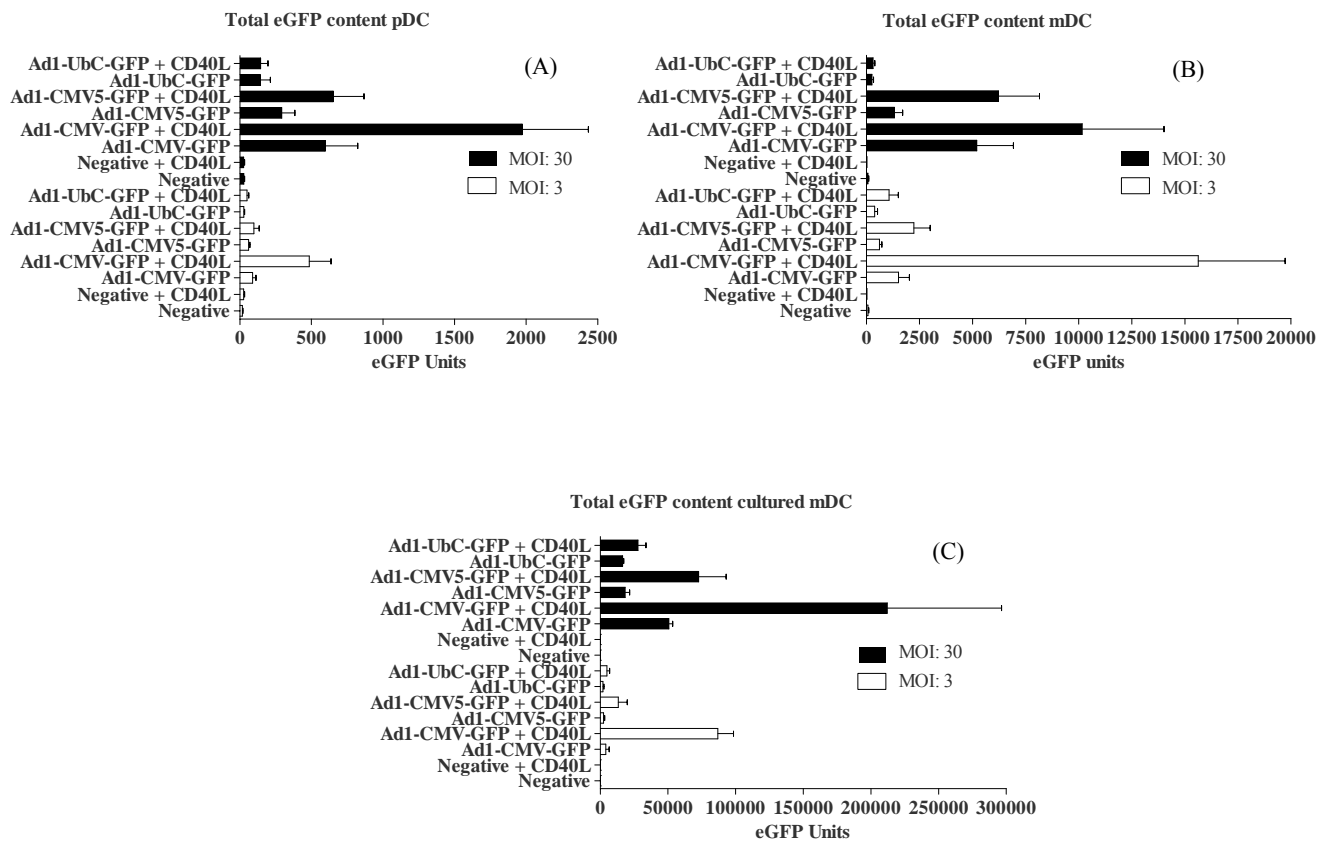 Total eGFP content pDC
Ad1-UbC-GFP + CD40L
Ad1-UbC-GFP
Ad1-CMV5-GFP + CD40L
Ad1-CMV5-GFP
Ad1-CMV-GFP + CD40L
Ad1-CMV-GFP
Negative + CD40L
Negative
Ad1-UbC-GFP + CD40L
Ad1-UbC-GFP
Ad1-CMV5-GFP + CD40L
Ad1-CMV5-GFP
Ad1-CMV-GFP + CD40L
Ad1-CMV-GFP
Negative + CD40L
Negative
(A)
MOI: 30
MOI: 3
0 500 1000 1500 2000 2500
eGFP Units
Total eGFP content mDC
Ad1-UbC-GFP + CD40L
Ad1-UbC-GFP
Ad1-CMV5-GFP + CD40L
Ad1-CMV5-GFP
Ad1-CMV-GFP + CD40L
Ad1-CMV-GFP
Negative + CD40L
Negative
Ad1-UbC-GFP + CD40L
Ad1-UbC-GFP
Ad1-CMV5-GFP + CD40L
Ad1-CMV5-GFP
Ad1-CMV-GFP + CD40L
Ad1-CMV-GFP
Negative + CD40L
Negative
(B)
MOI: 30
MOI: 3
0 2500 5000 7500 10000 12500 15000 17500 20000
eGFP units
Total eGFP content cultured mDC
Ad1-UbC-GFP + CD40L
Ad1-UbC-GFP
Ad1-CMV5-GFP + CD40L
Ad1-CMV5-GFP
Ad1-CMV-GFP + CD40L
Ad1-CMV-GFP
Negative + CD40L
Negative
Ad1-UbC-GFP + CD40L
Ad1-UbC-GFP
Ad1-CMV5-GFP + CD40L
Ad1-CMV5-GFP
Ad1-CMV-GFP + CD40L
Ad1-CMV-GFP
Negative + CD40L
Negative
(C)
MOI: 30
MOI: 3
0 50000 100000 150000 200000 250000 300000
eGFP Units